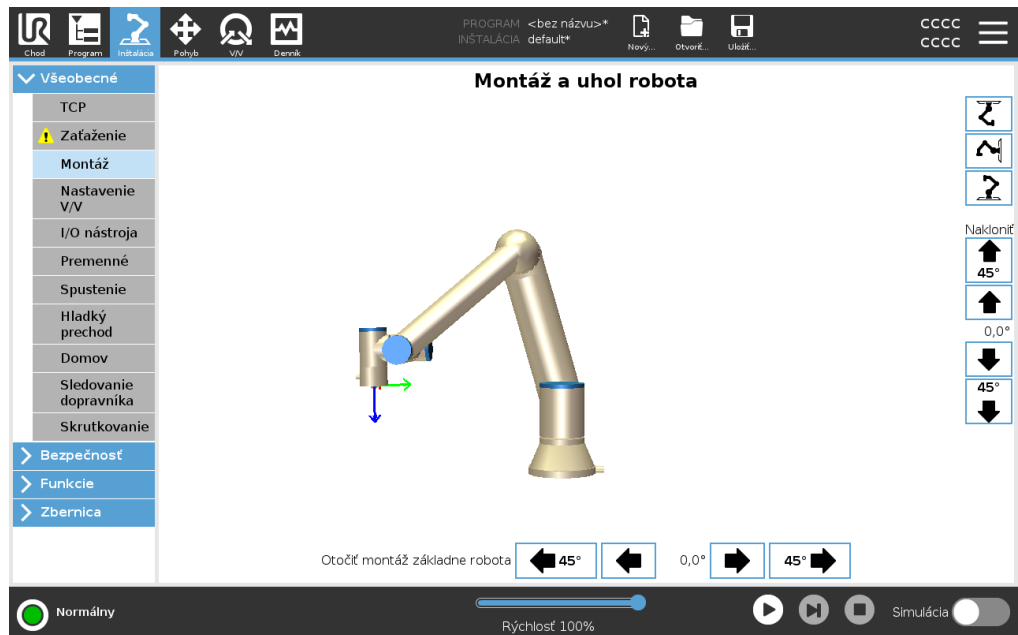 UR
Chod
Program
Inštalácia
Pohyb
V/V
Denník
PROGRAM <bez názvu>*
INŠTALÁCIA default*
Nový...
Otvoriť...
Uložiť...
cccc
cccc
Všeobecné
TCP
Zaťaženie
Montáž
Nastavenie
V/V
I/O nástroja
Premenné
Spustenie
Hladký
prechod
Domov
Sledovanie
dopravníka
Skrutkovanie
Bezpečnosť
Funkcie
Zbernica
Montáž a uhol robota
Nakloniť
45°
0,0°
45°
Otočiť montáž základne robota
45°
0,0°
45°
Normálny
Rýchlosť 100%
Simulácia